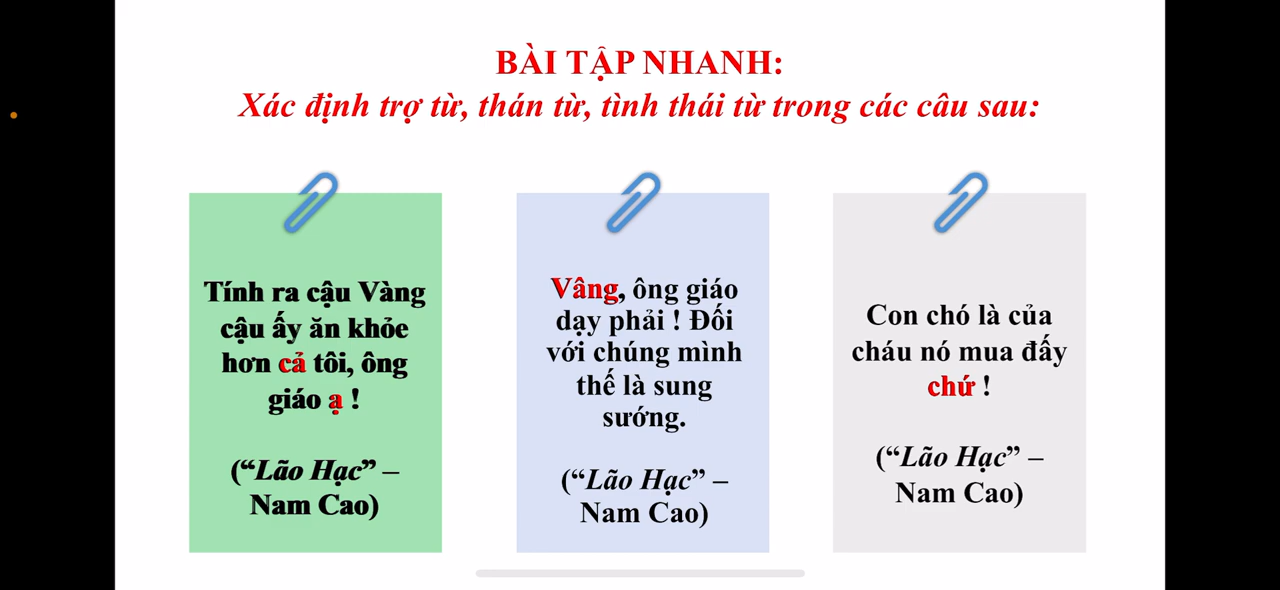 BÀI TẬP NHANH:
Xác định trợ từ, thán từ, tình thái từ trong các câu sau:
Tính ra cậu Vàng
cậu ấy ăn khỏe
hơn cả tôi, ông
giáo ạ !
(“Lão Hạc” –
Nam Cao)
Vâng, ông giáo
dạy phải ! Đối
với chúng mình
thế là sung
sướng.
(“Lão Hạc” –
Nam Cao)
Con chó là của
cháu nó mua đấy
chứ !
(“Lão Hạc” –
Nam Cao)